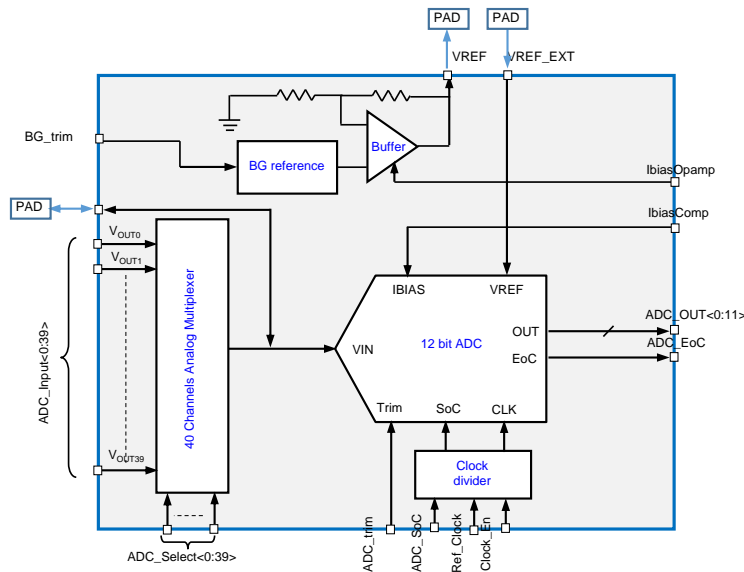 PAD
PAD
VREF
VREF_EXT
BG_trim
Buffer
BG reference
IbiasOpamp
PAD
IbiasComp
VOUT0
VOUT1
IBIAS
VREF
ADC_OUT<0:11>
OUT
ADC_EoC
12 bit ADC
VIN
EoC
ADC_Input<0:39>
40 Channels Analog Multiplexer
Trim
SoC
CLK
VOUT39
Clock
divider
ADC_trim
ADC_SoC
Ref_Clock
Clock_En
ADC_Select<0:39>